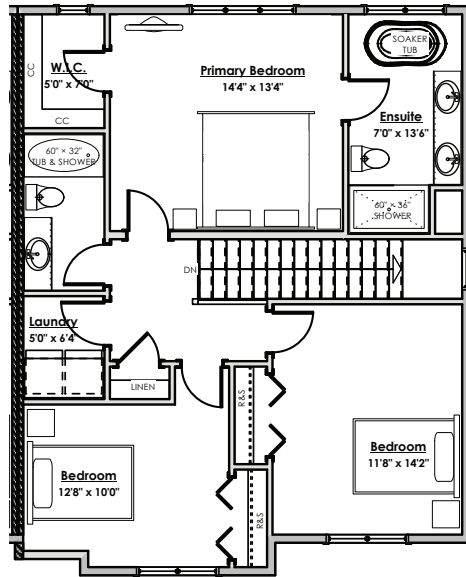 SOAKER
TUB
W.I.C.
5'0" x 7'0"
CC
CC
Primary Bedroom
14'4" x 13'4"
Ensuite
7'0" x 13'6"
60" × 32"
TUB & SHOWER
60" x 36"
SHOWER
DN
Laundry
5'0" x 6'4"
LINEN
R&S
Bedroom
11'8" x 14'2"
Bedroom
12'8" x 10'0"
R&S